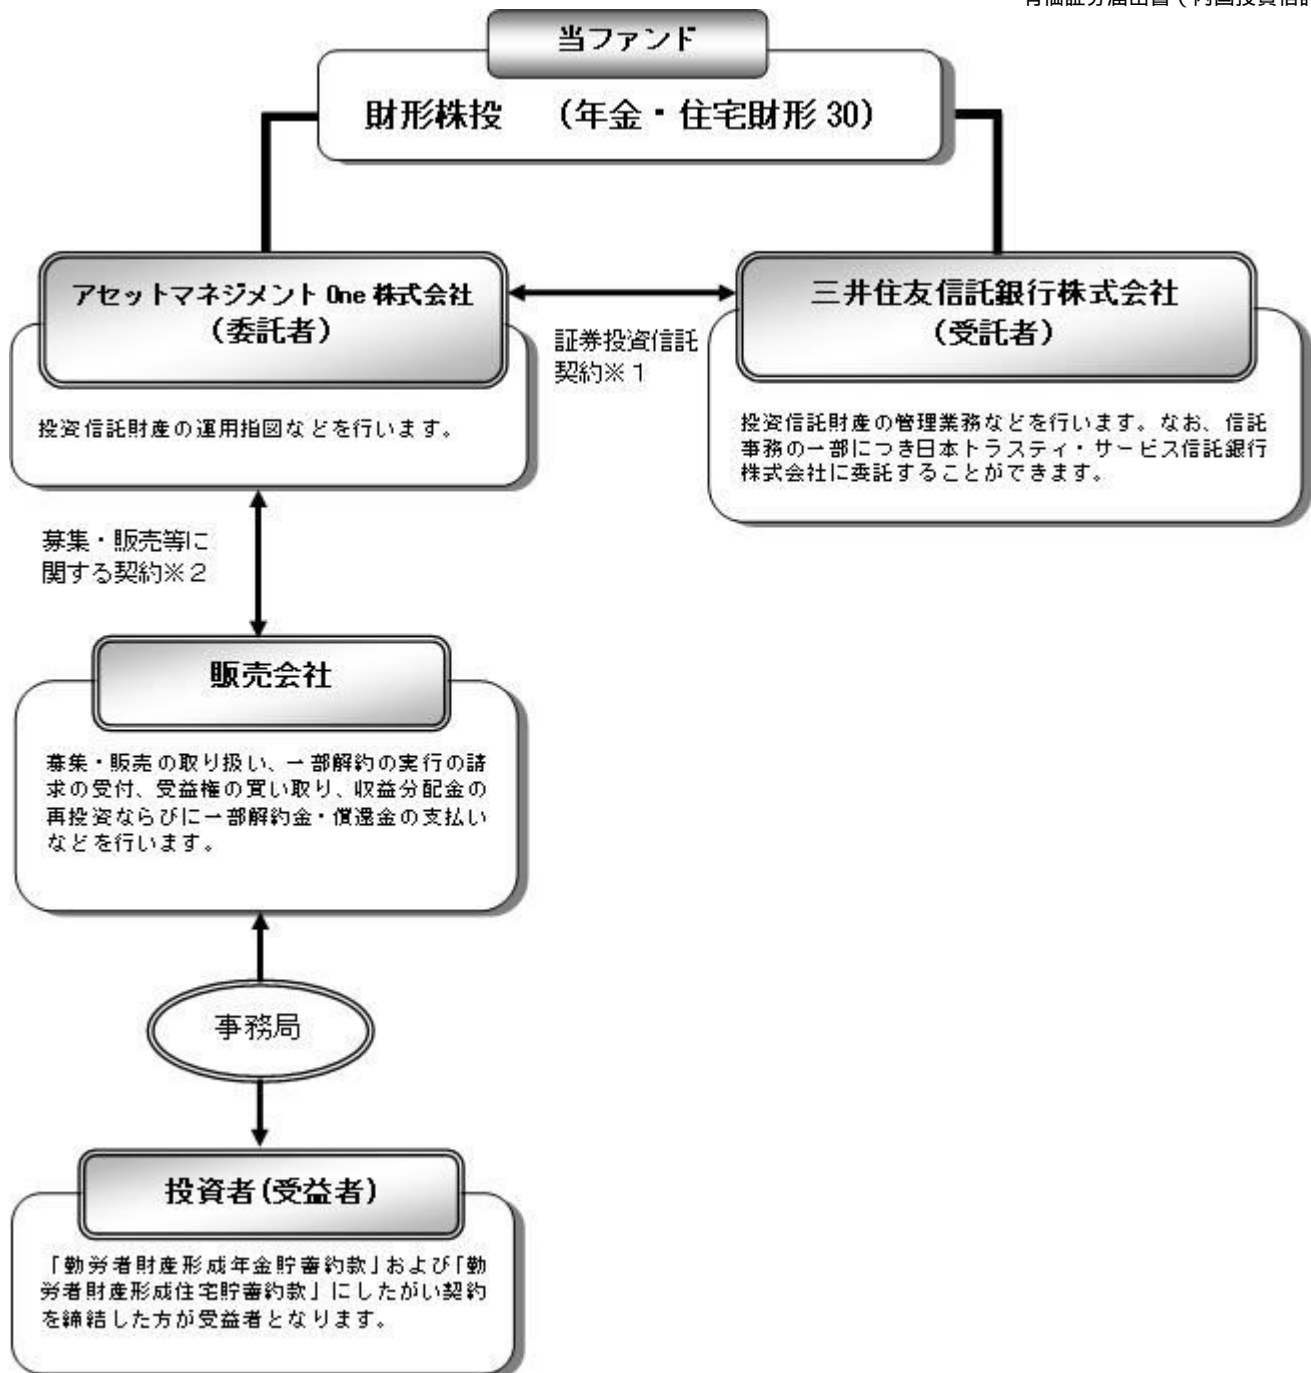 当ファンド
財形株投 （年金・住宅財形 30）
アセットマネジメント One 株式会社
（委託者）
投資信託財産の運用指図などを行います。
証券投資信託
契約※１
三井住友信託銀行株式会社
（受託者）
投資信託財産の管理業務などを行います。なお、信託
事務の一部につき日本トラスティ・サービス信託銀行
株式会社に委託することができます。
募集・販売等に
関する契約※２
販売会社
募集・販売の取り扱い、一部解約の実行の請
求の受付、受益権の買い取り、収益分配金の
再投資ならびに一部解約金・償還金の支払い
などを行います。
事務局
投資者(受益者)
「勤労者財産形成年金貯蓄約款」および「勤
労者財産形成住宅貯蓄約款」にしたがい契約
を締結した方が受益者となります。